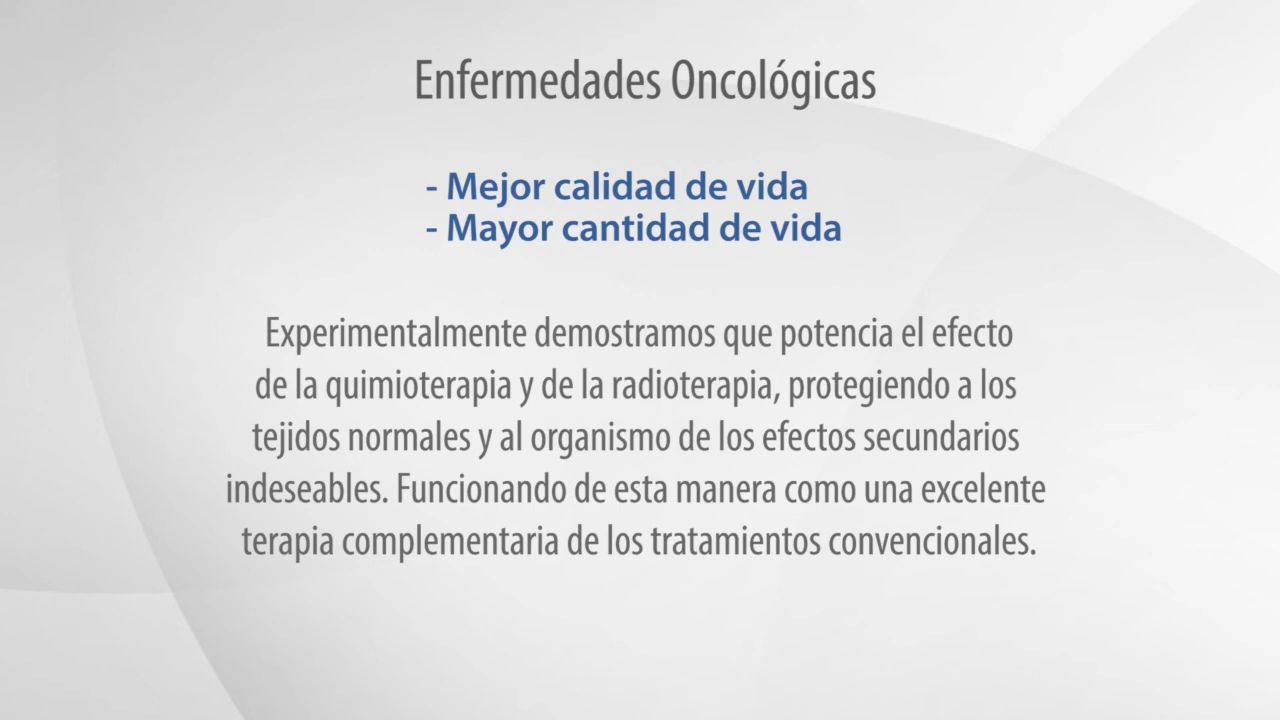 Enfermedades Oncológicas
- Mejor calidad de vida
- Mayor cantidad de vida
Experimentalmente demostramos que potencia el efecto
de la quimioterapia y de la radioterapia, protegiendo a los
tejidos normales y al organismo de los efectos secundarios
indeseables. Funcionando de esta manera como una excelente
terapia complementaria de los tratamientos convencionales.